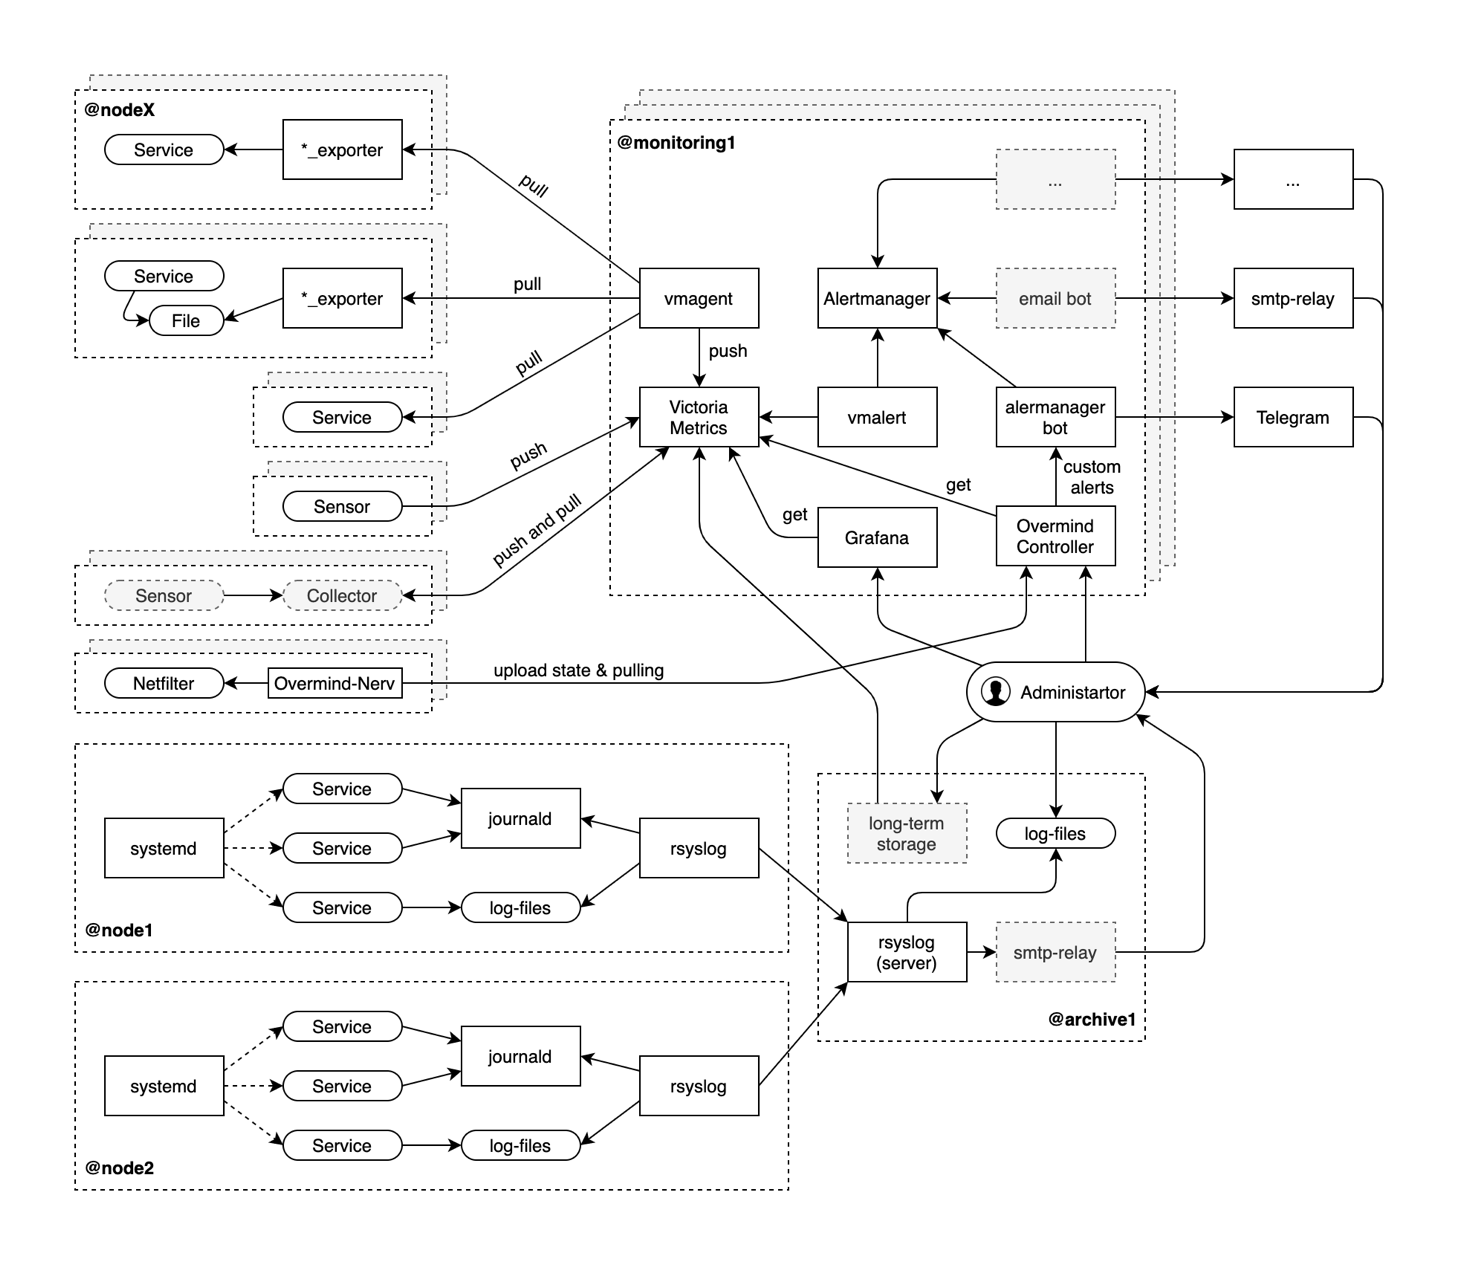 @nodeX
Service
*_exporter
pull
Service
File
*_exporter
pull
Service
pull
Sensor
push
Sensor
Collector
push and pull
Netfilter
Overmind-Nerv
upload state & pulling
@monitoring1
...
...
vmagent
Alertmanager
email bot
smtp-relay
push
Victoria
Metrics
vmalert
alermanager
bot
Telegram
custom
alerts
get
get
Grafana
Overmind
Controller
Administartor
systemd
Service
Service
Service
journald
log-files
rsyslog
@node1
long-term
storage
log-files
rsyslog
(server)
smtp-relay
@archive1
systemd
Service
Service
Service
journald
log-files
rsyslog
@node2